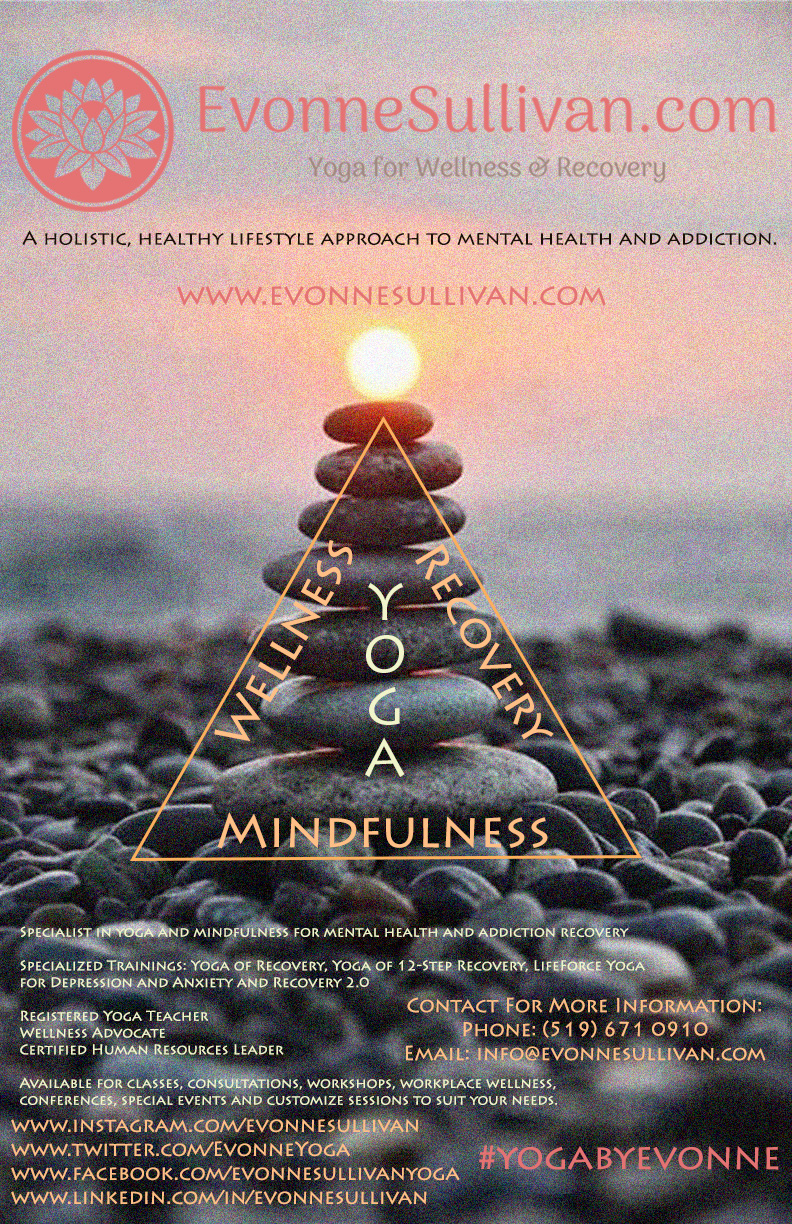 EvonneSullivan.com
Yoga for Wellness & Recovery
A holistic, healthy lifestyle approach to mental health and addiction.
www.evonnesullivan.com
Wellness
Recovery
YOGA
Mindfulness
Specialist in yoga and mindfulness for mental health and addiction recovery
Specialized Trainings: Yoga of Recovery, Yoga of 12-Step Recovery, LifeForce Yoga
for Depression and Anxiety and Recovery 2.0
Registered Yoga Teacher
Wellness Advocate
Certified Human Resources Leader
Contact For More Information:
Phone: (519) 671 0910
Email: info@evonnesullivan.com
Available for classes, consultations, workshops, workplace wellness,
conferences, special events and customize sessions to suit your needs.
www.instagram.com/evonnesullivan
www.twitter.com/EvonneYoga
www.facebook.com/evonnesullivanyoga
www.linkedin.com/in/evonnesullivan
#yogabyevonne